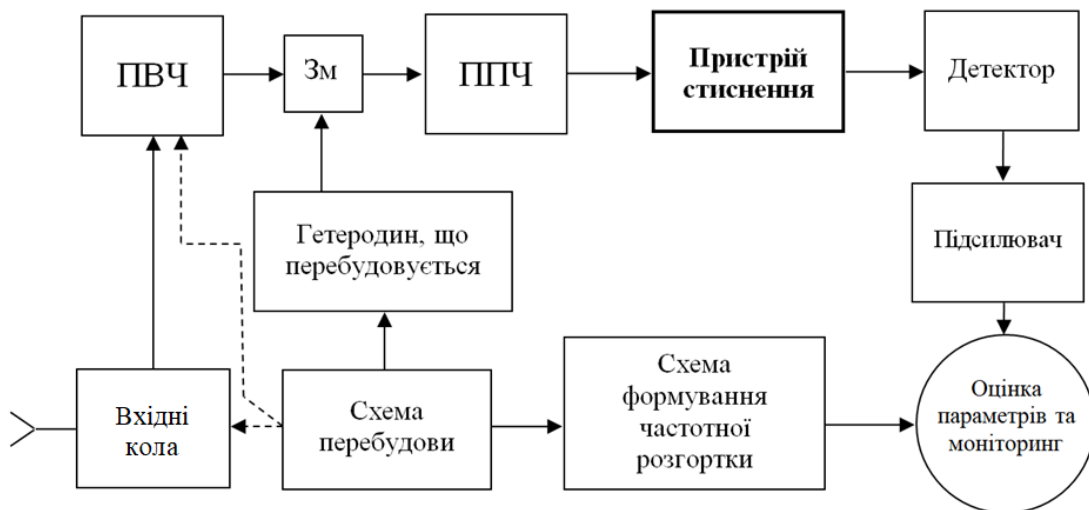 ПВЧ
Зм
ППЧ
Пристрій
стиснення
Детектор
Гетеродин, що
перебудовується
Підсилювач
Вхідні
кола
Схема
перебудови
Схема
формування
частотної
розгортки
Оцінка
параметрів та
моніторинг